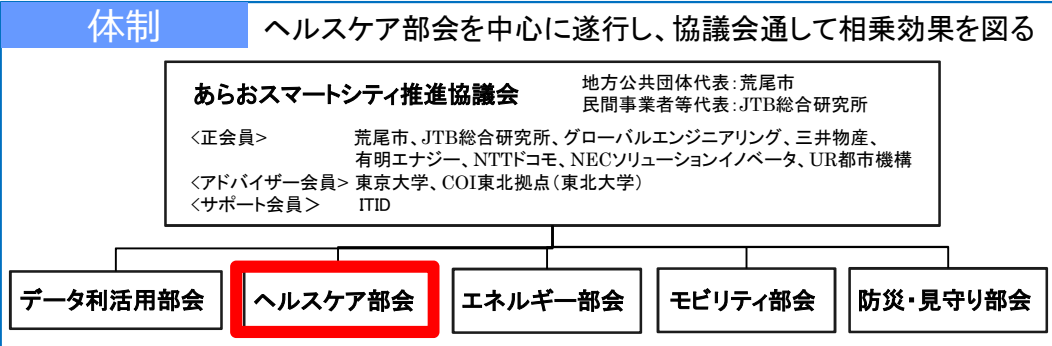 体制
ヘルスケア部会を中心に遂行し、協議会通して相乗効果を図る
あらおスマートシティ推進協議会
地方公共団体代表:荒尾市
民間事業者等代表:JTB総合研究所
<正会員> 荒尾市、JTB総合研究所、グローバルエンジニアリング、三井物産、
有明エナジー、NTTドコモ、NECソリューションイノベータ、UR都市機構
<アドバイザー会員> 東京大学、COI東北拠点(東北大学)
<サポート会員> ITID
データ利活用部会
ヘルスケア部会
エネルギー部会
モビリティ部会
防災・見守り部会